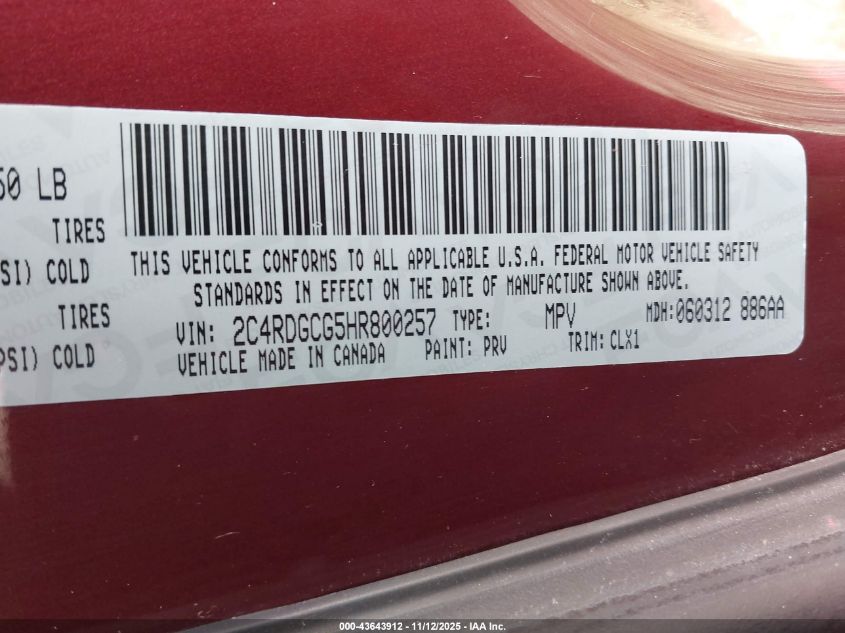 50 LB
TIRES
SI) COLD
TIRES
PSI) COLD
THIS VEHICLE CONFORMS TO ALL APPLICABLE U.S.A. FEDERAL MOTOR VEHICLE SAFETY
STANDARDS IN EFFECT ON THE DATE OF MANUFACTURE SHOWN ABOVE.
VIN: 2C4RDGCG5HR800257 TYPE: MPV MDH:060312 886AA
VEHICLE MADE IN CANADA PAINT: PRV TRIM: CLX1
000-43643912 - 11/12/2025 - IAA Inc.